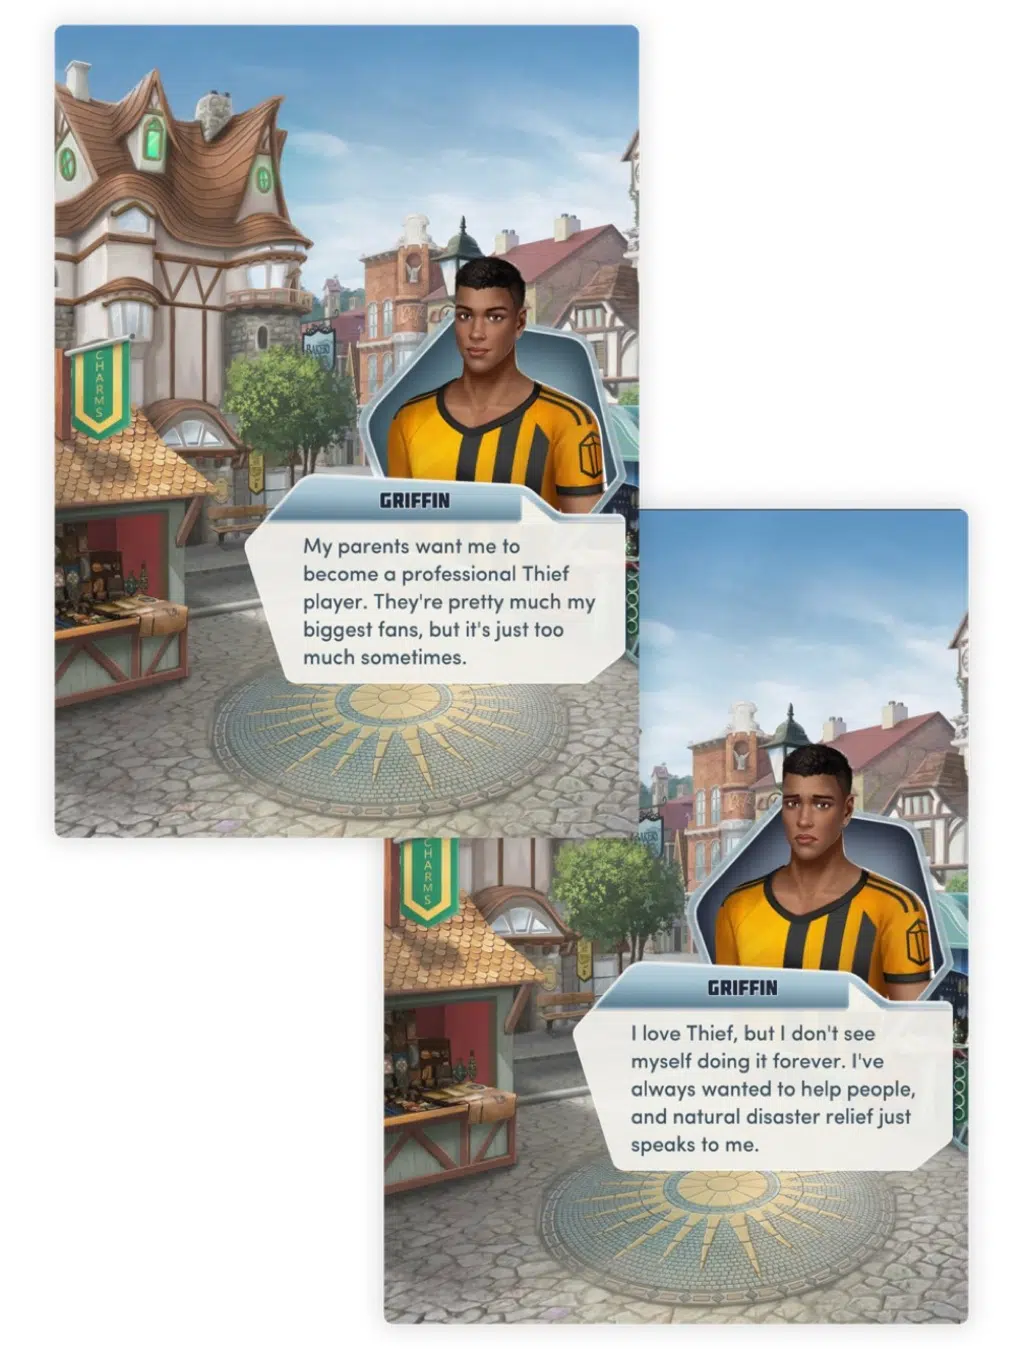 CHARMS
BAKERY
GRIFFIN
My parents want me to
become a professional Thief
player. They're pretty much my
biggest fans, but it's just too
much sometimes.
CHARMS
GRIFFIN
I love Thief, but I don't see
myself doing it forever. I've
always wanted to help people,
and natural disaster relief just
speaks to me.